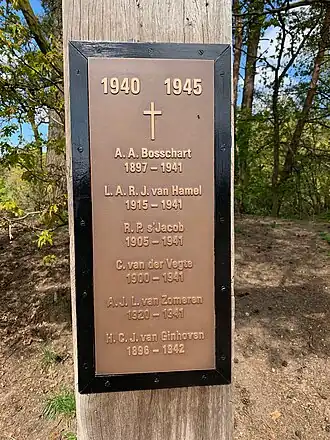 1940 1945
A. A. Bosschart
1897 – 1941
L. A. R. J. van Hamel
1915 – 1941
R. P. s'Jacob
1905 – 1941
C. van der Vegte
1900 – 1941
A. J. L. van Zomeren
1920 – 1941
H. C. J. van Ginhoven
1896 – 1942